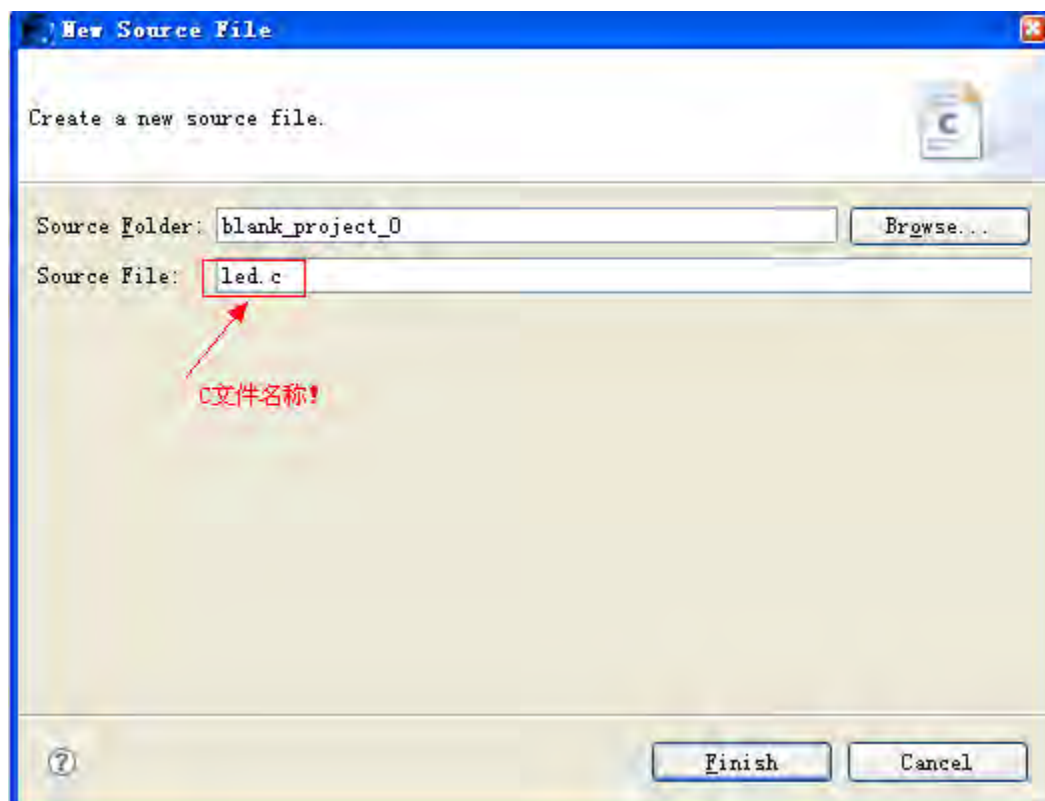 New Source File
Create a new source file.
C
Source Folder: blank_project_0 Browse...
Source File: led.c
C文件名称!
? Finish Cancel